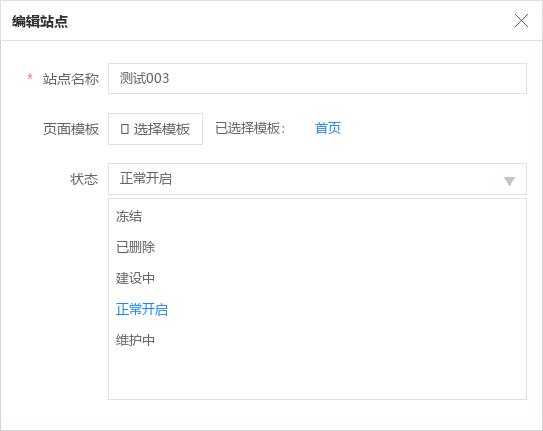 编辑站点
* 站点名称 测试003
页面模板 选择模板 已选择模板： 首页
状态 正常开启
冻结
已删除
建设中
正常开启
维护中